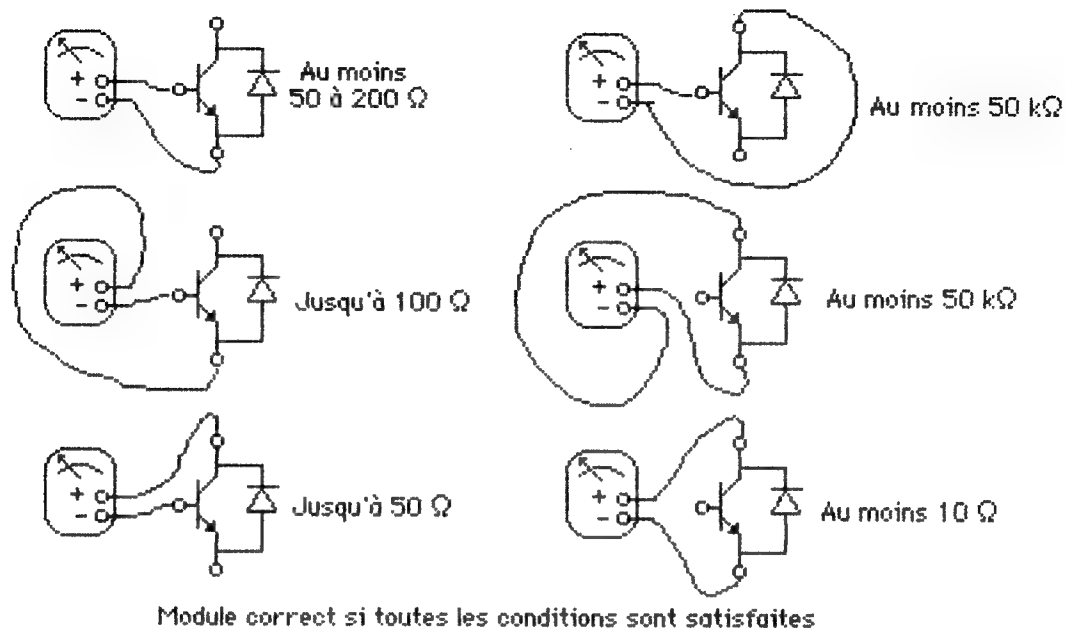 +
-
Au moins
50 à 200 Ω
+
-
Au moins 50 kΩ
+
-
Jusqu'à 100 Ω
+
-
Au moins 50 kΩ
+
-
Jusqu'à 50 Ω
+
-
Au moins 10 Ω
Module correct si toutes les conditions sont satisfaites